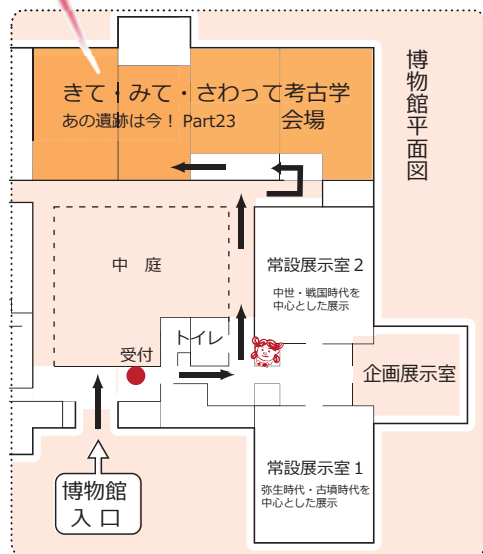 博物館平面図
きて・みて・さわって考古学
あの遺跡は今！Part23 会場
中庭
常設展示室２
中世・戦国時代を
中心とした展示
トイレ
受付
企画展示室
常設展示室１
弥生時代・古墳時代を
中心とした展示
博物館
入口